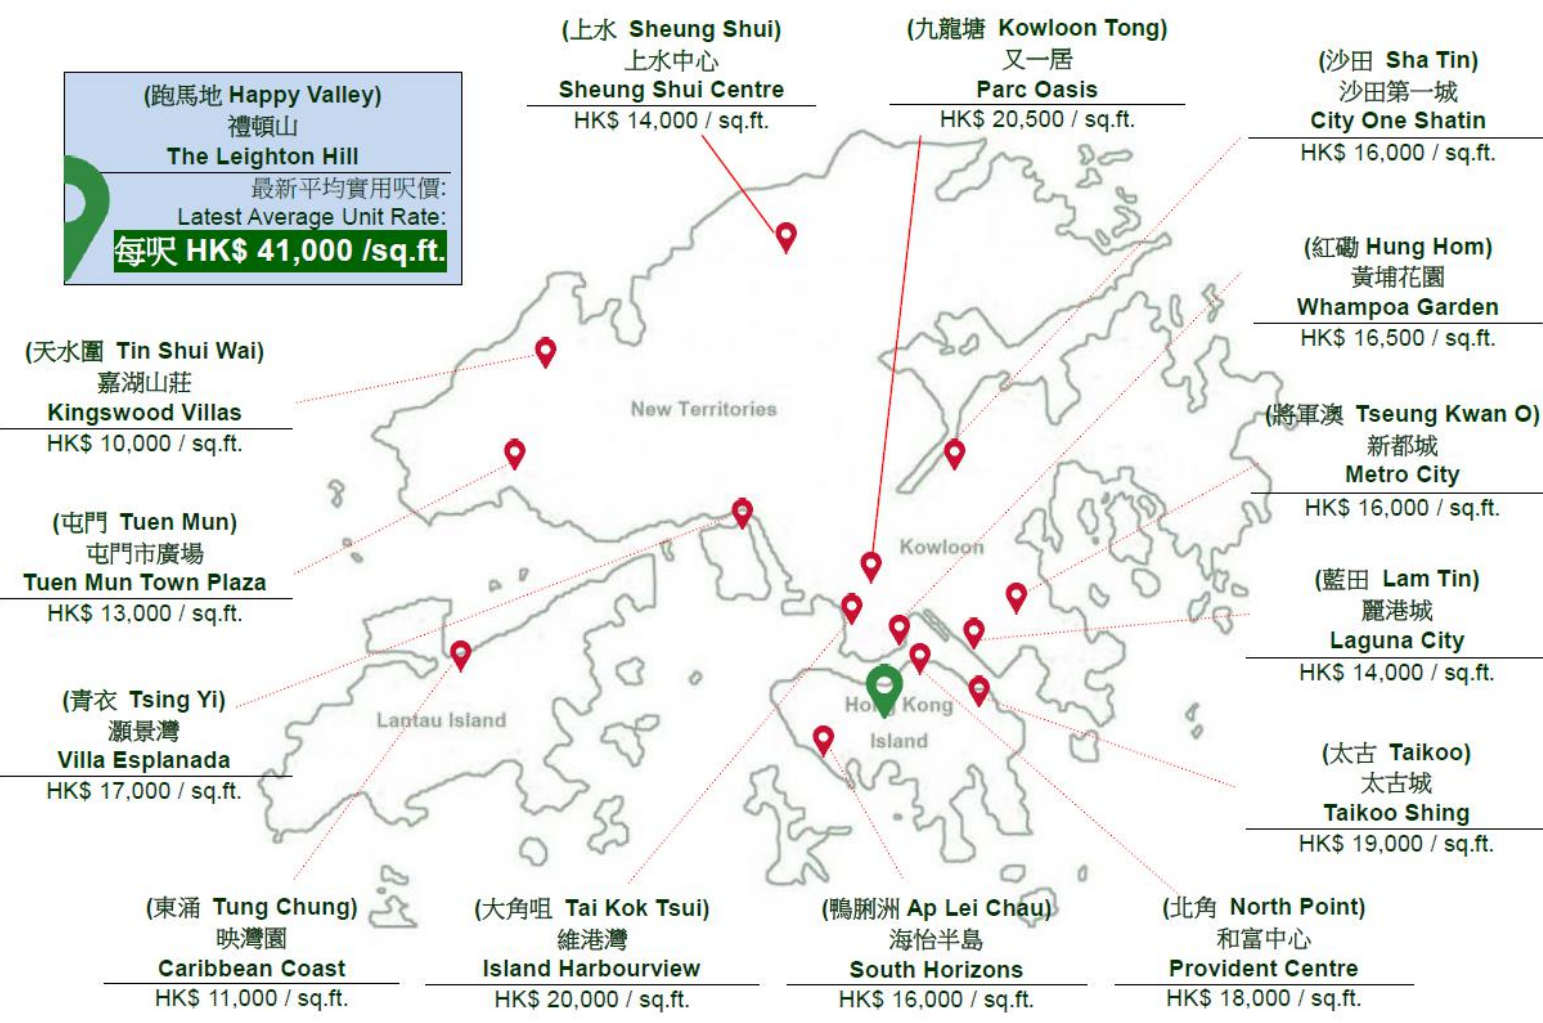 (跑馬地 Happy Valley)
禮頓山
The Leighton Hill
最新平均實用呎價:
Latest Average Unit Rate:
每呎 HK$ 41,000 /sq.ft.
(上水 Sheung Shui)
上水中心
Sheung Shui Centre
HK$ 14,000 / sq.ft.
(九龍塘 Kowloon Tong)
又一居
Parc Oasis
HK$ 20,500 / sq.ft.
(沙田 Sha Tin)
沙田第一城
City One Shatin
HK$ 16,000 / sq.ft.
(紅磡 Hung Hom)
黃埔花園
Whampoa Garden
HK$ 16,500 / sq.ft.
(天水圍 Tin Shui Wai)
嘉湖山莊
Kingswood Villas
HK$ 10,000 / sq.ft.
New Territories
(將軍澳 Tseung Kwan O)
新都城
Metro City
HK$ 16,000 / sq.ft.
(屯門 Tuen Mun)
屯門市廣場
Tuen Mun Town Plaza
HK$ 13,000 / sq.ft.
Kowloon
(藍田 Lam Tin)
麗港城
Laguna City
HK$ 14,000 / sq.ft.
(青衣 Tsing Yi)
灝景灣
Villa Esplanada
HK$ 17,000 / sq.ft.
Lantau Island
Hong Kong
Island
(太古 Taikoo)
太古城
Taikoo Shing
HK$ 19,000 / sq.ft.
(東涌 Tung Chung)
映灣園
Caribbean Coast
HK$ 11,000 / sq.ft.
(大角咀 Tai Kok Tsui)
維港灣
Island Harbourview
HK$ 20,000 / sq.ft.
(鴨脷洲 Ap Lei Chau)
海怡半島
South Horizons
HK$ 16,000 / sq.ft.
(北角 North Point)
和富中心
Provident Centre
HK$ 18,000 / sq.ft.